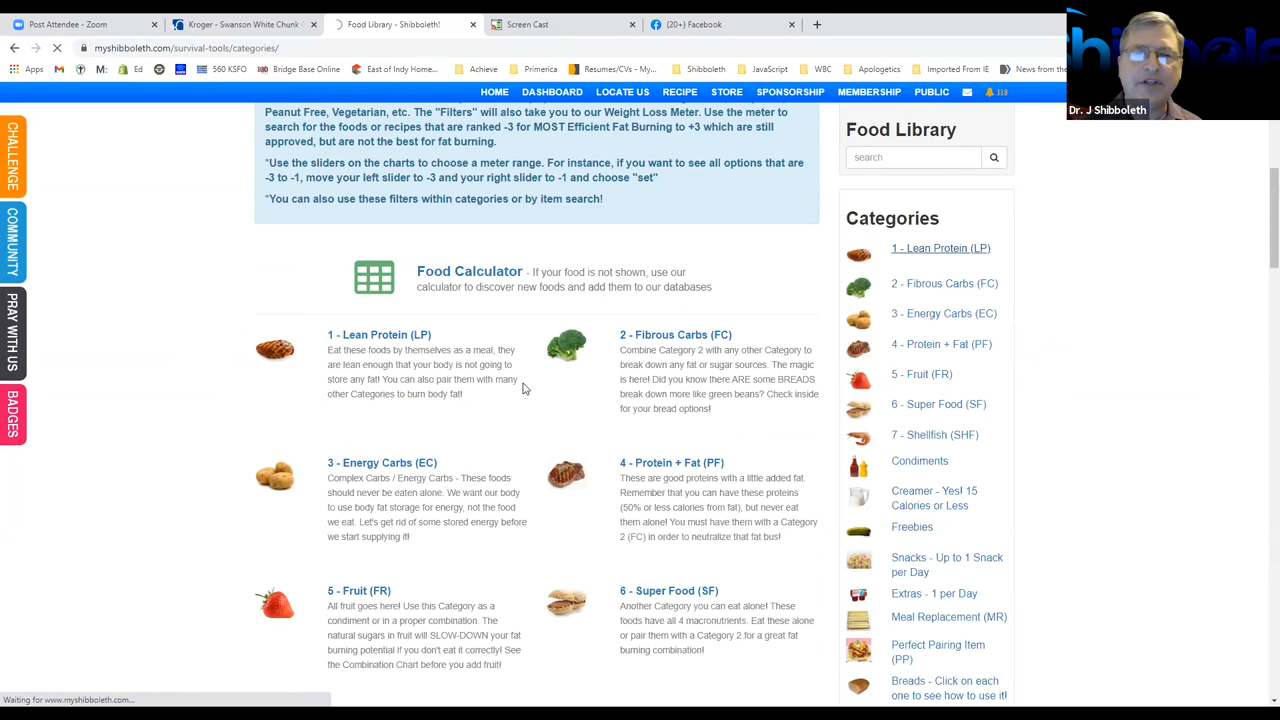 Post Attendee - Zoom
Kroger - Swanson White Chunk C
Food Library - Shibboleth!
Screen Cast
(20+) Facebook
myshibboleth.com/survival-tools/categories/
Apps
M:
Ed
560 KSFO
Bridge Base Online
East of Indy Home...
Achieve
Primerica
Resumes/CVs - My...
Shibboleth
JavaScript
WBC
Apologetics
Imported From IE
News from the
HOME
DASHBOARD
LOCATE US
RECIPE
STORE
SPONSORSHIP
MEMBERSHIP
PUBLIC
118
Dr. J Shibboleth
CHALLENGE
COMMUNITY
PRAY WITH US
BADGES
Peanut Free, Vegetarian, etc. The "Filters" will also take you to our Weight Loss Meter. Use the meter to
search for the foods or recipes that are ranked -3 for MOST Efficient Fat Burning to +3 which are still
approved, but are not the best for fat burning.
*Use the sliders on the charts to choose a meter range. For instance, if you want to see all options that are
-3 to -1, move your left slider to -3 and your right slider to -1 and choose "set"
*You can also use these filters within categories or by item search!
Food Calculator - If your food is not shown, use our
calculator to discover new foods and add them to our databases
1 - Lean Protein (LP)
Eat these foods by themselves as a meal, they
are lean enough that your body is not going to
store any fat! You can also pair them with many
other Categories to burn body fat!
2 - Fibrous Carbs (FC)
Combine Category 2 with any other Category to
break down any fat or sugar sources. The magic
is here! Did you know there ARE some BREADS
break down more like green beans? Check inside
for your bread options!
3 - Energy Carbs (EC)
Complex Carbs / Energy Carbs - These foods
should never be eaten alone. We want our body
to use body fat storage for energy, not the food
we eat. Let's get rid of some stored energy before
we start supplying it!
4 - Protein + Fat (PF)
These are good proteins with a little added fat.
Remember that you can have these proteins
(50% or less calories from fat), but never eat
them alone! You must have them with a Category
2 (FC) in order to neutralize that fat bus!
5 - Fruit (FR)
All fruit goes here! Use this Category as a
condiment or in a proper combination. The
natural sugars in fruit will SLOW-DOWN your fat
burning potential if you don't eat it correctly! See
the Combination Chart before you add fruit!
6 - Super Food (SF)
Another Category you can eat alone! These
foods have all 4 macronutrients. Eat these alone
or pair them with a Category 2 for a great fat
burning combination!
Food Library
search
Categories
1 - Lean Protein (LP)
2 - Fibrous Carbs (FC)
3 - Energy Carbs (EC)
4 - Protein + Fat (PF)
5 - Fruit (FR)
6 - Super Food (SF)
7 - Shellfish (SHF)
Condiments
Creamer - Yes! 15
Calories or Less
Freebies
Snacks - Up to 1 Snack
per Day
Extras - 1 per Day
Meal Replacement (MR)
Perfect Pairing Item
(PP)
Breads - Click on each
one to see how to use it!
Waiting for www.myshibboleth.com...